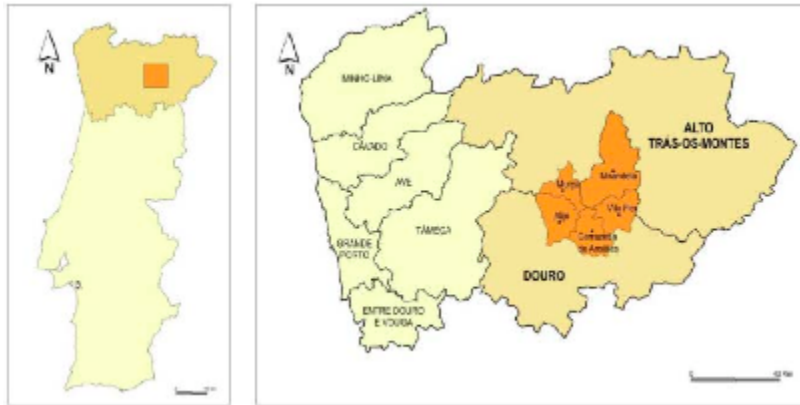 N
N
MINHO-LIMA
CÁVADO
AVE
GRANDE
PORTO
TÂMEGA
ENTRE DOURO
E VOUGA
ALTO
TRÁS-OS-MONTES
Mirandela
Murça
Vila Flor
Alijó
Carrazeda
de Ansiães
DOURO
0